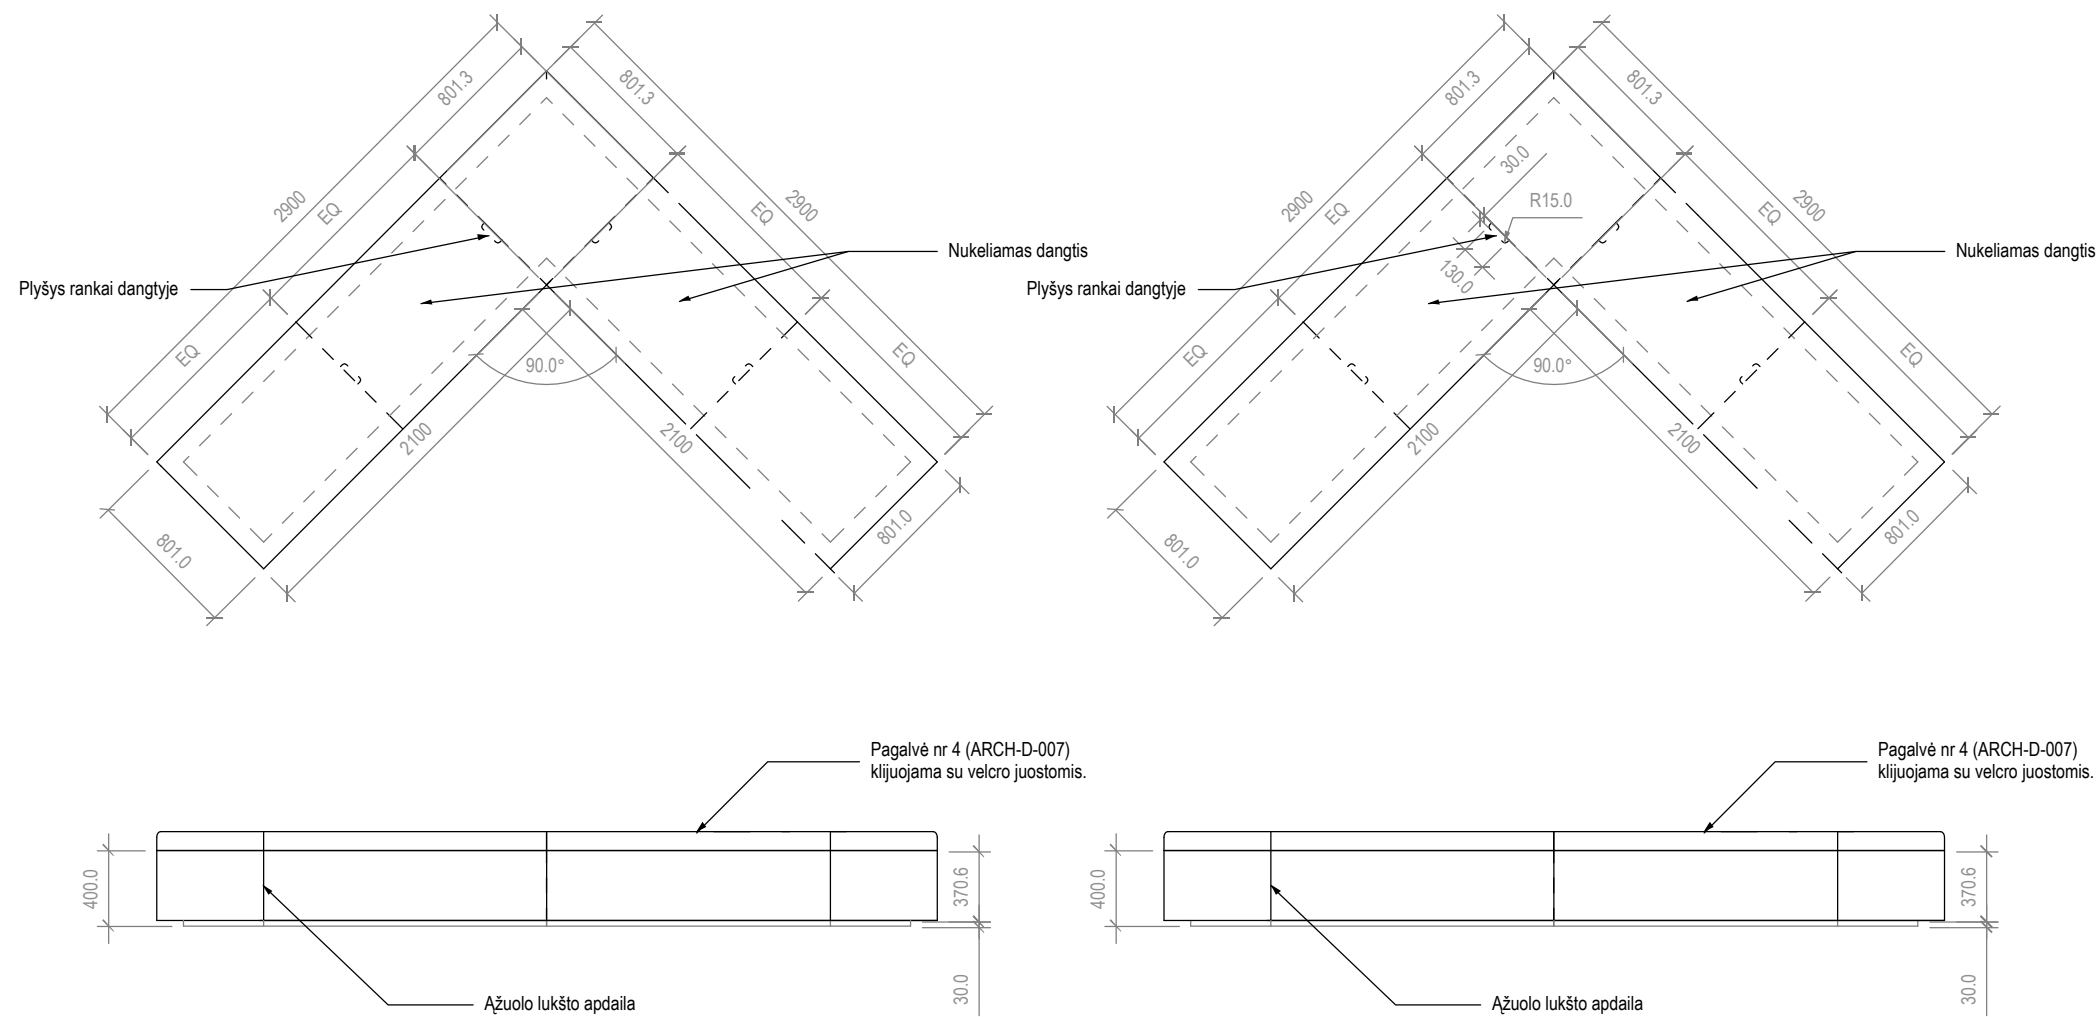 801.3
801.3
2900
EQ
EQ
2900
Plyšys rankai dangtyje
Nukeliamas dangtis
EQ
EQ
90.0°
2100
2100
801.0
801.0
801.3
801.3
30.0
R15.0
2900
EQ
EQ
2900
Plyšys rankai dangtyje
130.0
Nukeliamas dangtis
EQ
EQ
90.0°
2100
2100
801.0
801.0
Pagalvė nr 4 (ARCH-D-007)
klijuojama su velcro juostomis.
400.0
370.6
30.0
Ąžuolo lukšto apdaila
Pagalvė nr 4 (ARCH-D-007)
klijuojama su velcro juostomis.
400.0
370.6
30.0
Ąžuolo lukšto apdaila